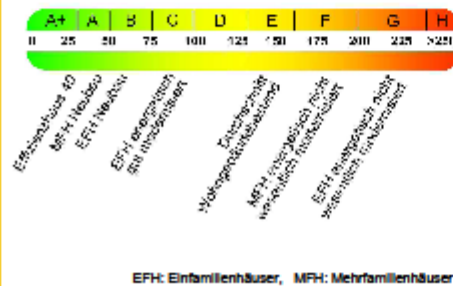 A+ A B C D E F G H
0 25 50 75 100 125 150 175 200 225 >250
Effizienzhaus 40
MFH Neubau
EFH Neubau
EFH energetisch
gut modernisiert
Durchschnitt
Wohngebäudebestand
MFH energetisch nicht
wesentlich modernisiert
EFH energetisch nicht
wesentlich modernisiert
EFH: Einfamilienhäuser, MFH: Mehrfamilienhäuser